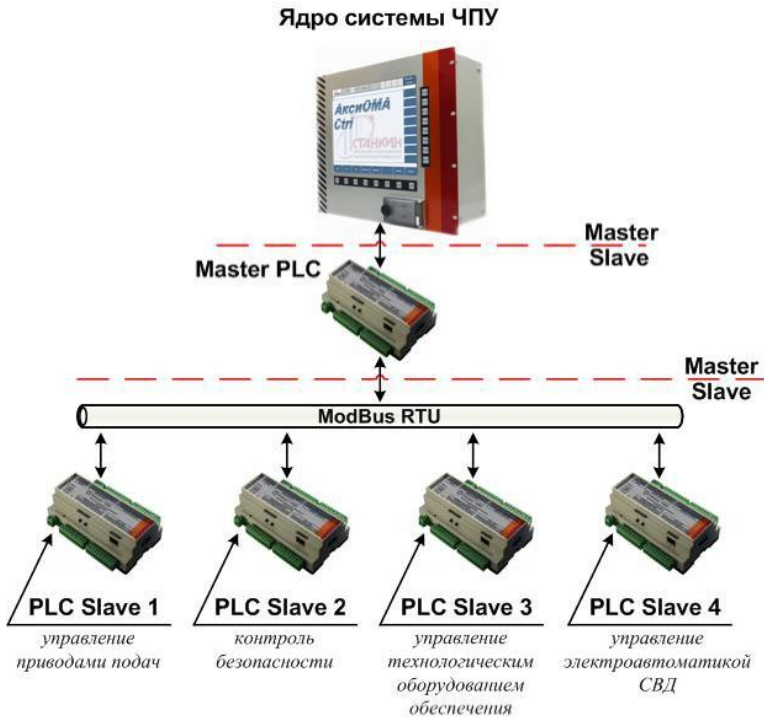 Ядро системы ЧПУ
АксиОМА
Ctrl
СТАНКИН
Master
Slave
Master PLC
Master
Slave
ModBus RTU
PLC Slave 1
PLC Slave 2
PLC Slave 3
PLC Slave 4
управление
приводами подач
контроль
безопасности
управление
технологическим
оборудованием
обеспечения
управление
электроавтоматикой
СВД